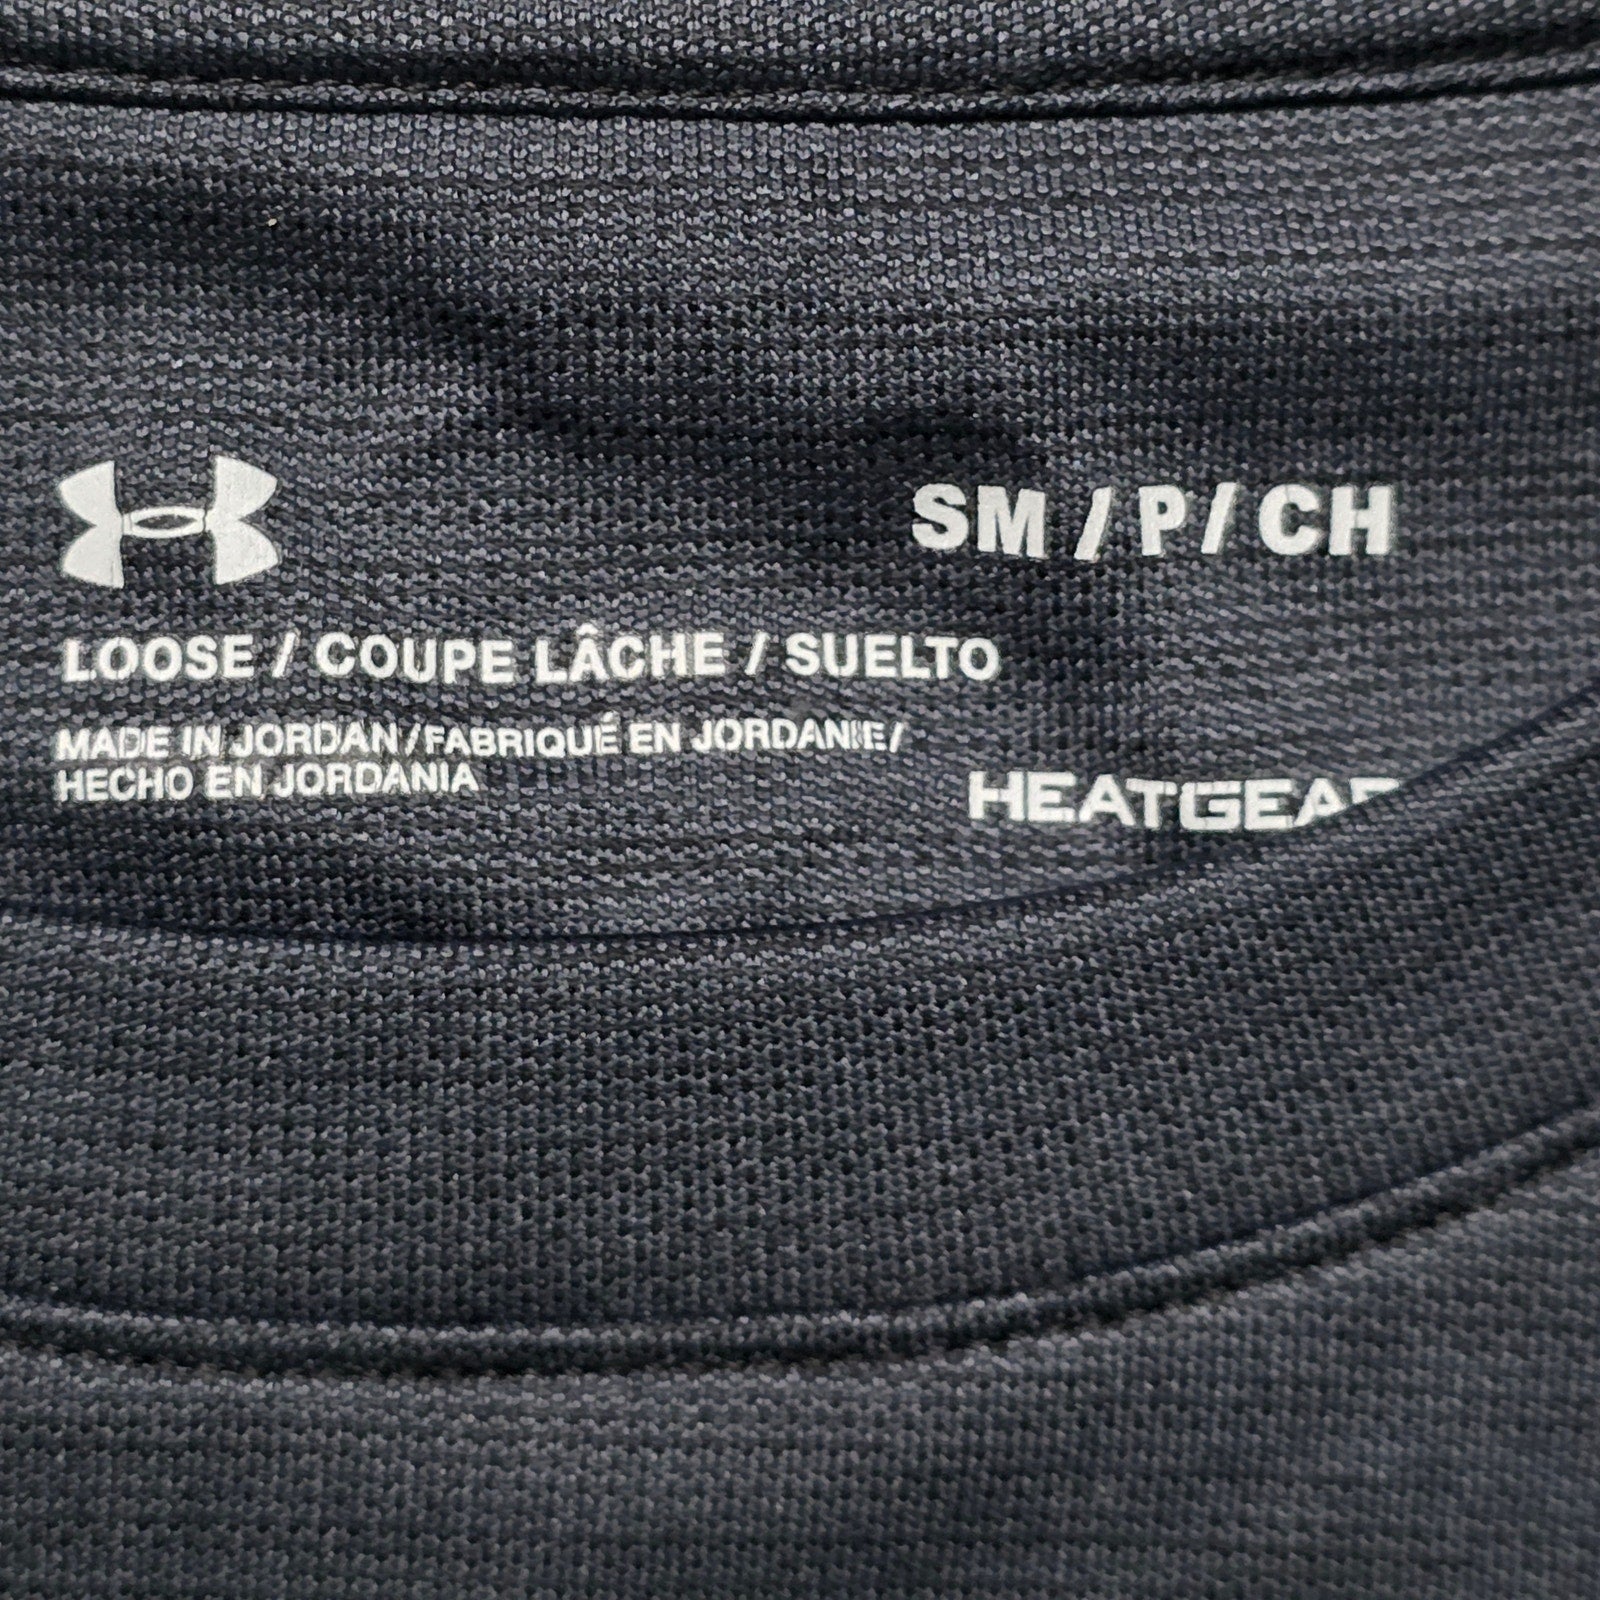 SM / P / CH
LOOSE / COUPE LÂCHE / SUELTO
MADE IN JORDAN/FABRIQUÉ EN JORDANIE/
HECHO EN JORDANIA
HEATGEAR